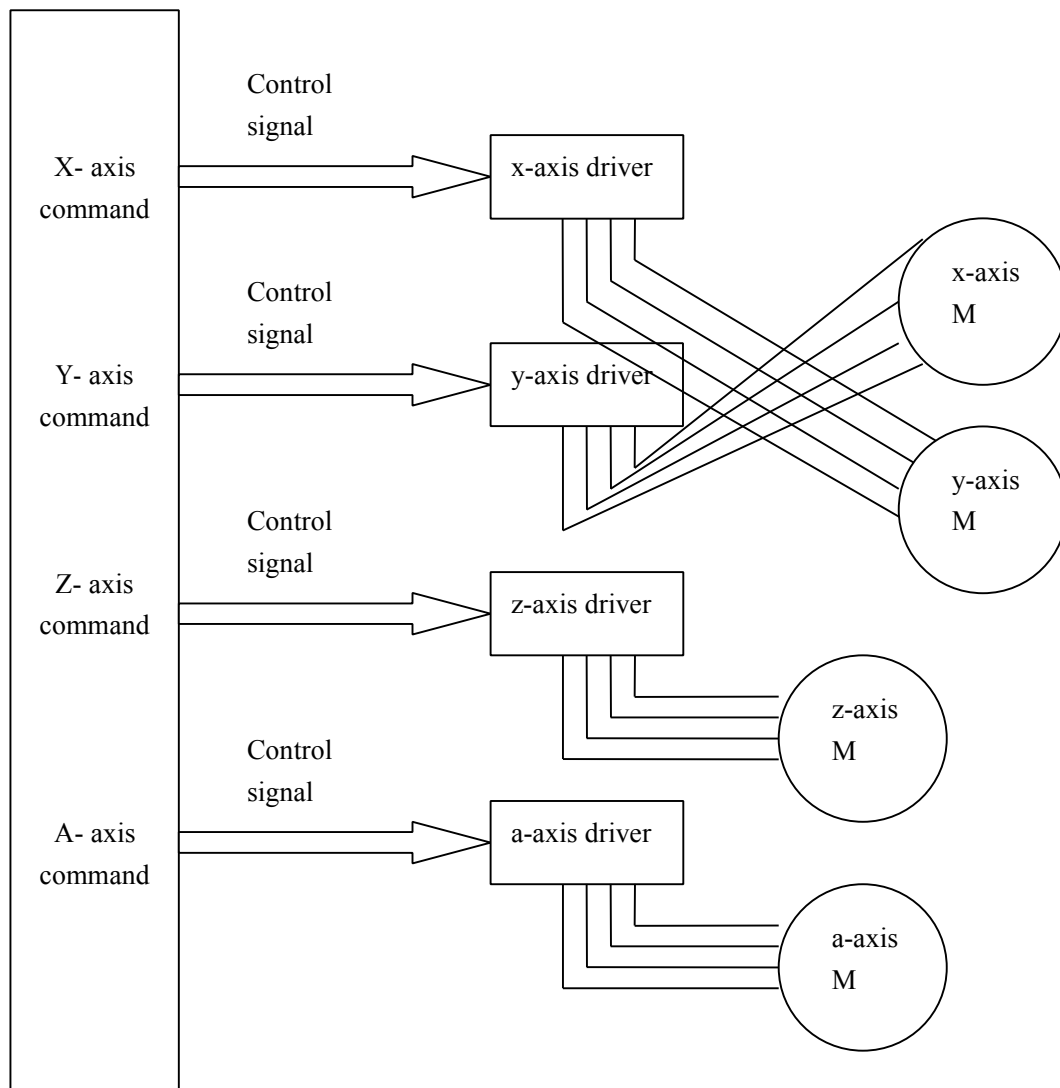 Control
signal
X- axis
command
x-axis driver
x-axis
M
Control
signal
Y- axis
command
y-axis driver
y-axis
M
Control
signal
Z- axis
command
z-axis driver
z-axis
M
Control
signal
A- axis
command
a-axis driver
a-axis
M